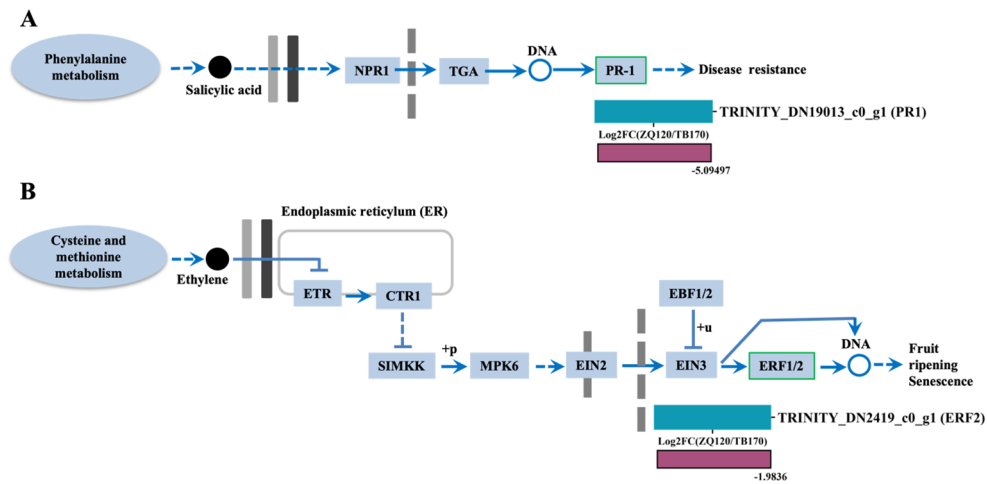 A
Phenylalanine
metabolism
Salicylic acid
NPR1
TGA
DNA
PR-1
Disease resistance
TRINITY_DN19013_c0_g1 (PR1)
Log2FC(ZQ120/TB170)
-5.09497
B
Cysteine and
methionine
metabolism
Ethylene
Endoplasmic reticylum (ER)
ETR
CTR1
SIMKK
+p
MPK6
EIN2
EBF1/2
+u
EIN3
ERF1/2
DNA
Fruit
ripening
Senescence
TRINITY_DN2419_c0_g1 (ERF2)
Log2FC(ZQ120/TB170)
-1.9836